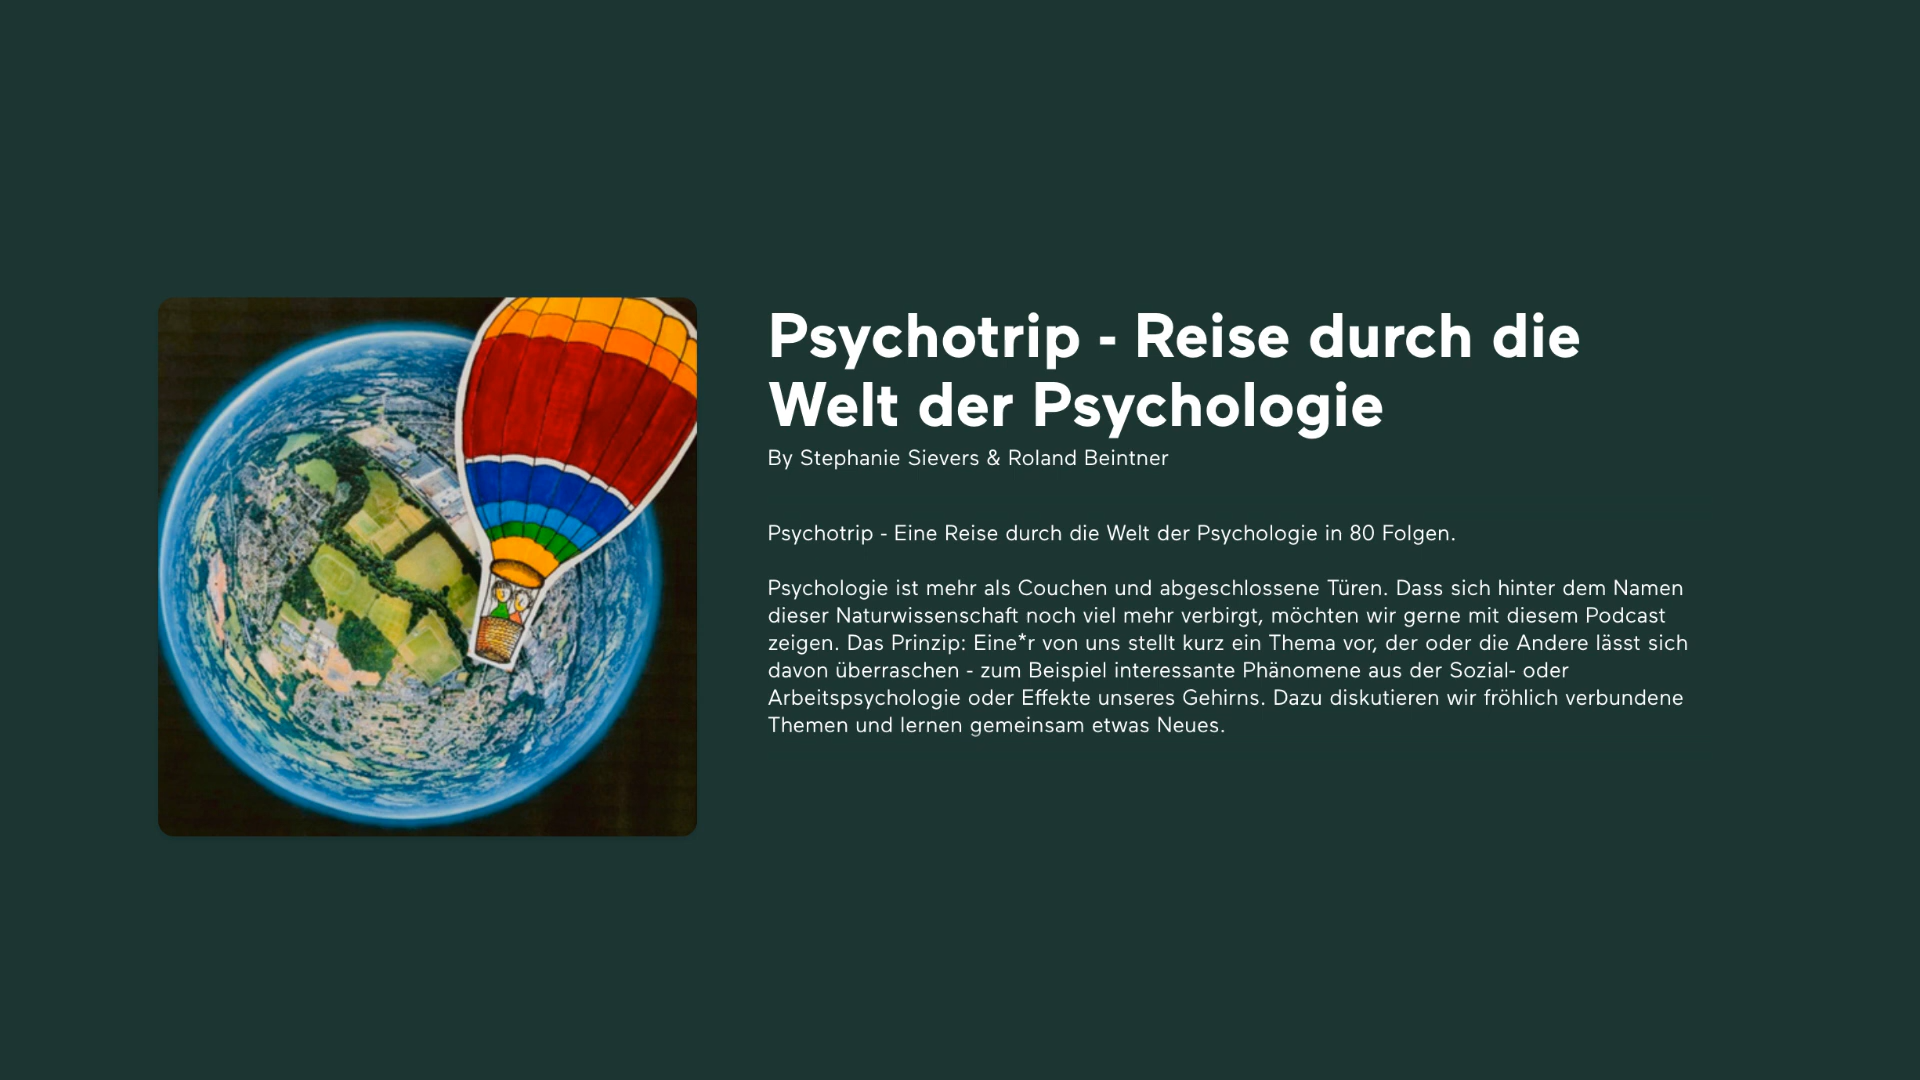 Psychotrip - Reise durch die
Welt der Psychologie
By Stephanie Sievers & Roland Beintner
Psychotrip - Eine Reise durch die Welt der Psychologie in 80 Folgen.
Psychologie ist mehr als Couchen und abgeschlossene Türen. Dass sich hinter dem Namen
dieser Naturwissenschaft noch viel mehr verbirgt, möchten wir gerne mit diesem Podcast
zeigen. Das Prinzip: Eine*r von uns stellt kurz ein Thema vor, der oder die Andere lässt sich
davon überraschen - zum Beispiel interessante Phänomene aus der Sozial- oder
Arbeitspsychologie oder Effekte unseres Gehirns. Dazu diskutieren wir fröhlich verbundene
Themen und lernen gemeinsam etwas Neues.